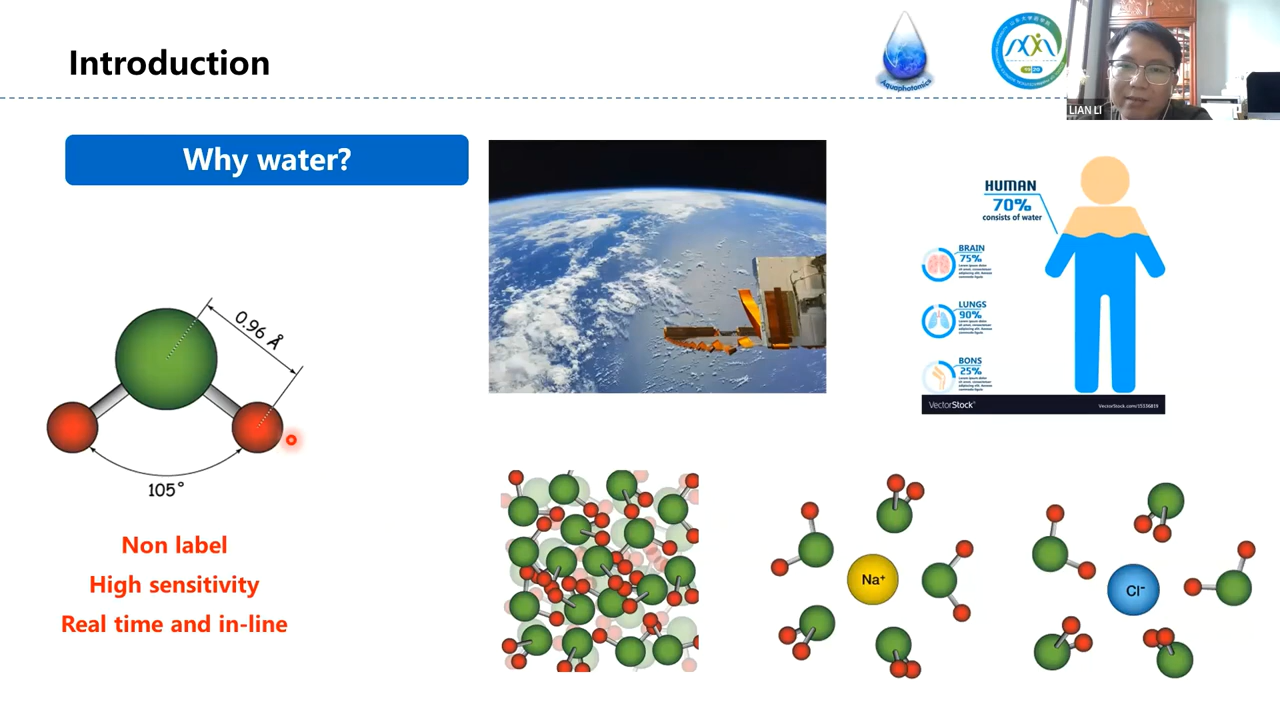 Introduction
Aquaphotomics
LIAN LI
Why water?
HUMAN
70%
consists of water
BRAIN
75%
LUNGS
90%
BONS
25%
VectorStock®
VectorStock.com/15336819
0.96 Å
105°
Non label
High sensitivity
Real time and in-line
Na+
Cl−